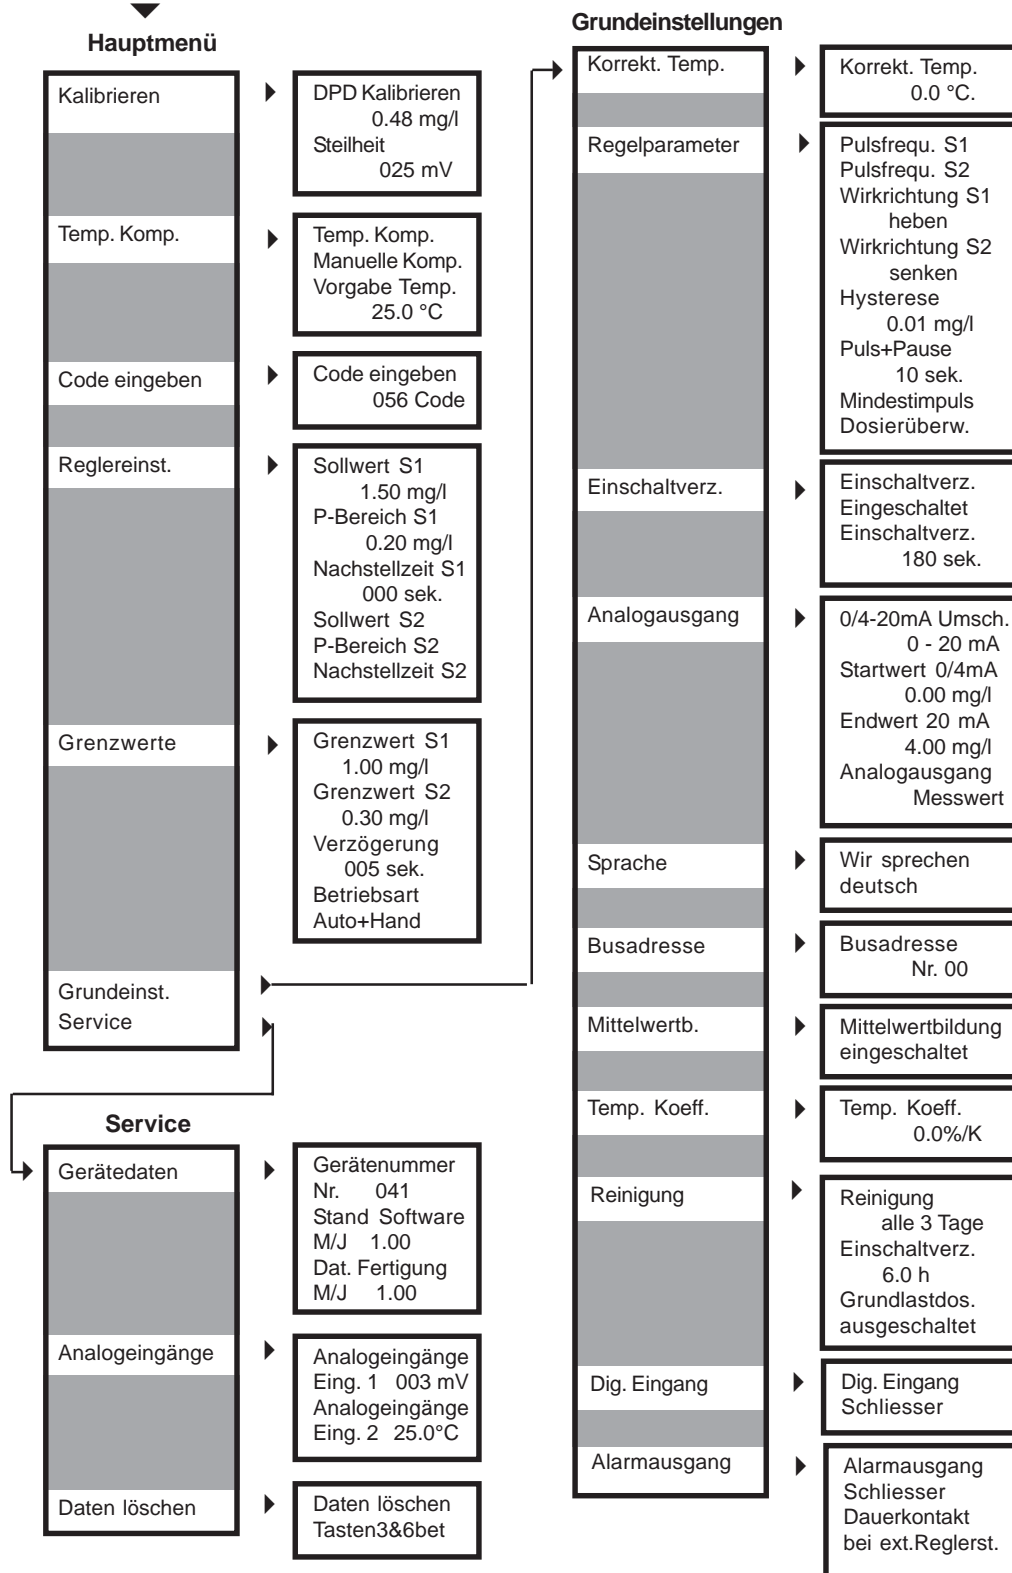 Hauptmenü
Kalibrieren
DPD Kalibrieren
0.48 mg/l
Steilheit
025 mV
Temp. Komp.
Temp. Komp.
Manuelle Komp.
Vorgabe Temp.
25.0 °C
Code eingeben
Code eingeben
056 Code
Reglereinst.
Sollwert S1
1.50 mg/l
P-Bereich S1
0.20 mg/l
Nachstellzeit S1
000 sek.
Sollwert S2
P-Bereich S2
Nachstellzeit S2
Grenzwerte
Grenzwert S1
1.00 mg/l
Grenzwert S2
0.30 mg/l
Verzögerung
005 sek.
Betriebsart
Auto+Hand
Grundeinst.
Service
Service
Gerätedaten
Gerätenummer
Nr. 041
Stand Software
M/J 1.00
Dat. Fertigung
M/J 1.00
Analogeingänge
Analogeingänge
Eing. 1 003 mV
Analogeingänge
Eing. 2 25.0°C
Daten löschen
Daten löschen
Tasten3&6bet
Grundeinstellungen
Korrekt. Temp.
Korrekt. Temp.
0.0 °C.
Regelparameter
Pulsfrequ. S1
Pulsfrequ. S2
Wirkrichtung S1
heben
Wirkrichtung S2
senken
Hysterese
0.01 mg/l
Puls+Pause
10 sek.
Mindestimpuls
Dosierüberw.
Einschaltverz.
Einschaltverz.
Eingeschaltet
Einschaltverz.
180 sek.
Analogausgang
0/4-20mA Umsch.
0 - 20 mA
Startwert 0/4mA
0.00 mg/l
Endwert 20 mA
4.00 mg/l
Analogausgang
Messwert
Sprache
Wir sprechen
deutsch
Busadresse
Busadresse
Nr. 00
Mittelwertb.
Mittelwertbildung
eingeschaltet
Temp. Koeff.
Temp. Koeff.
0.0%/K
Reinigung
Reinigung
alle 3 Tage
Einschaltverz.
6.0 h
Grundlastdos.
ausgeschaltet
Dig. Eingang
Dig. Eingang
Schliesser
Alarmausgang
Alarmausgang
Schliesser
Dauerkontakt
bei ext.Reglerst.